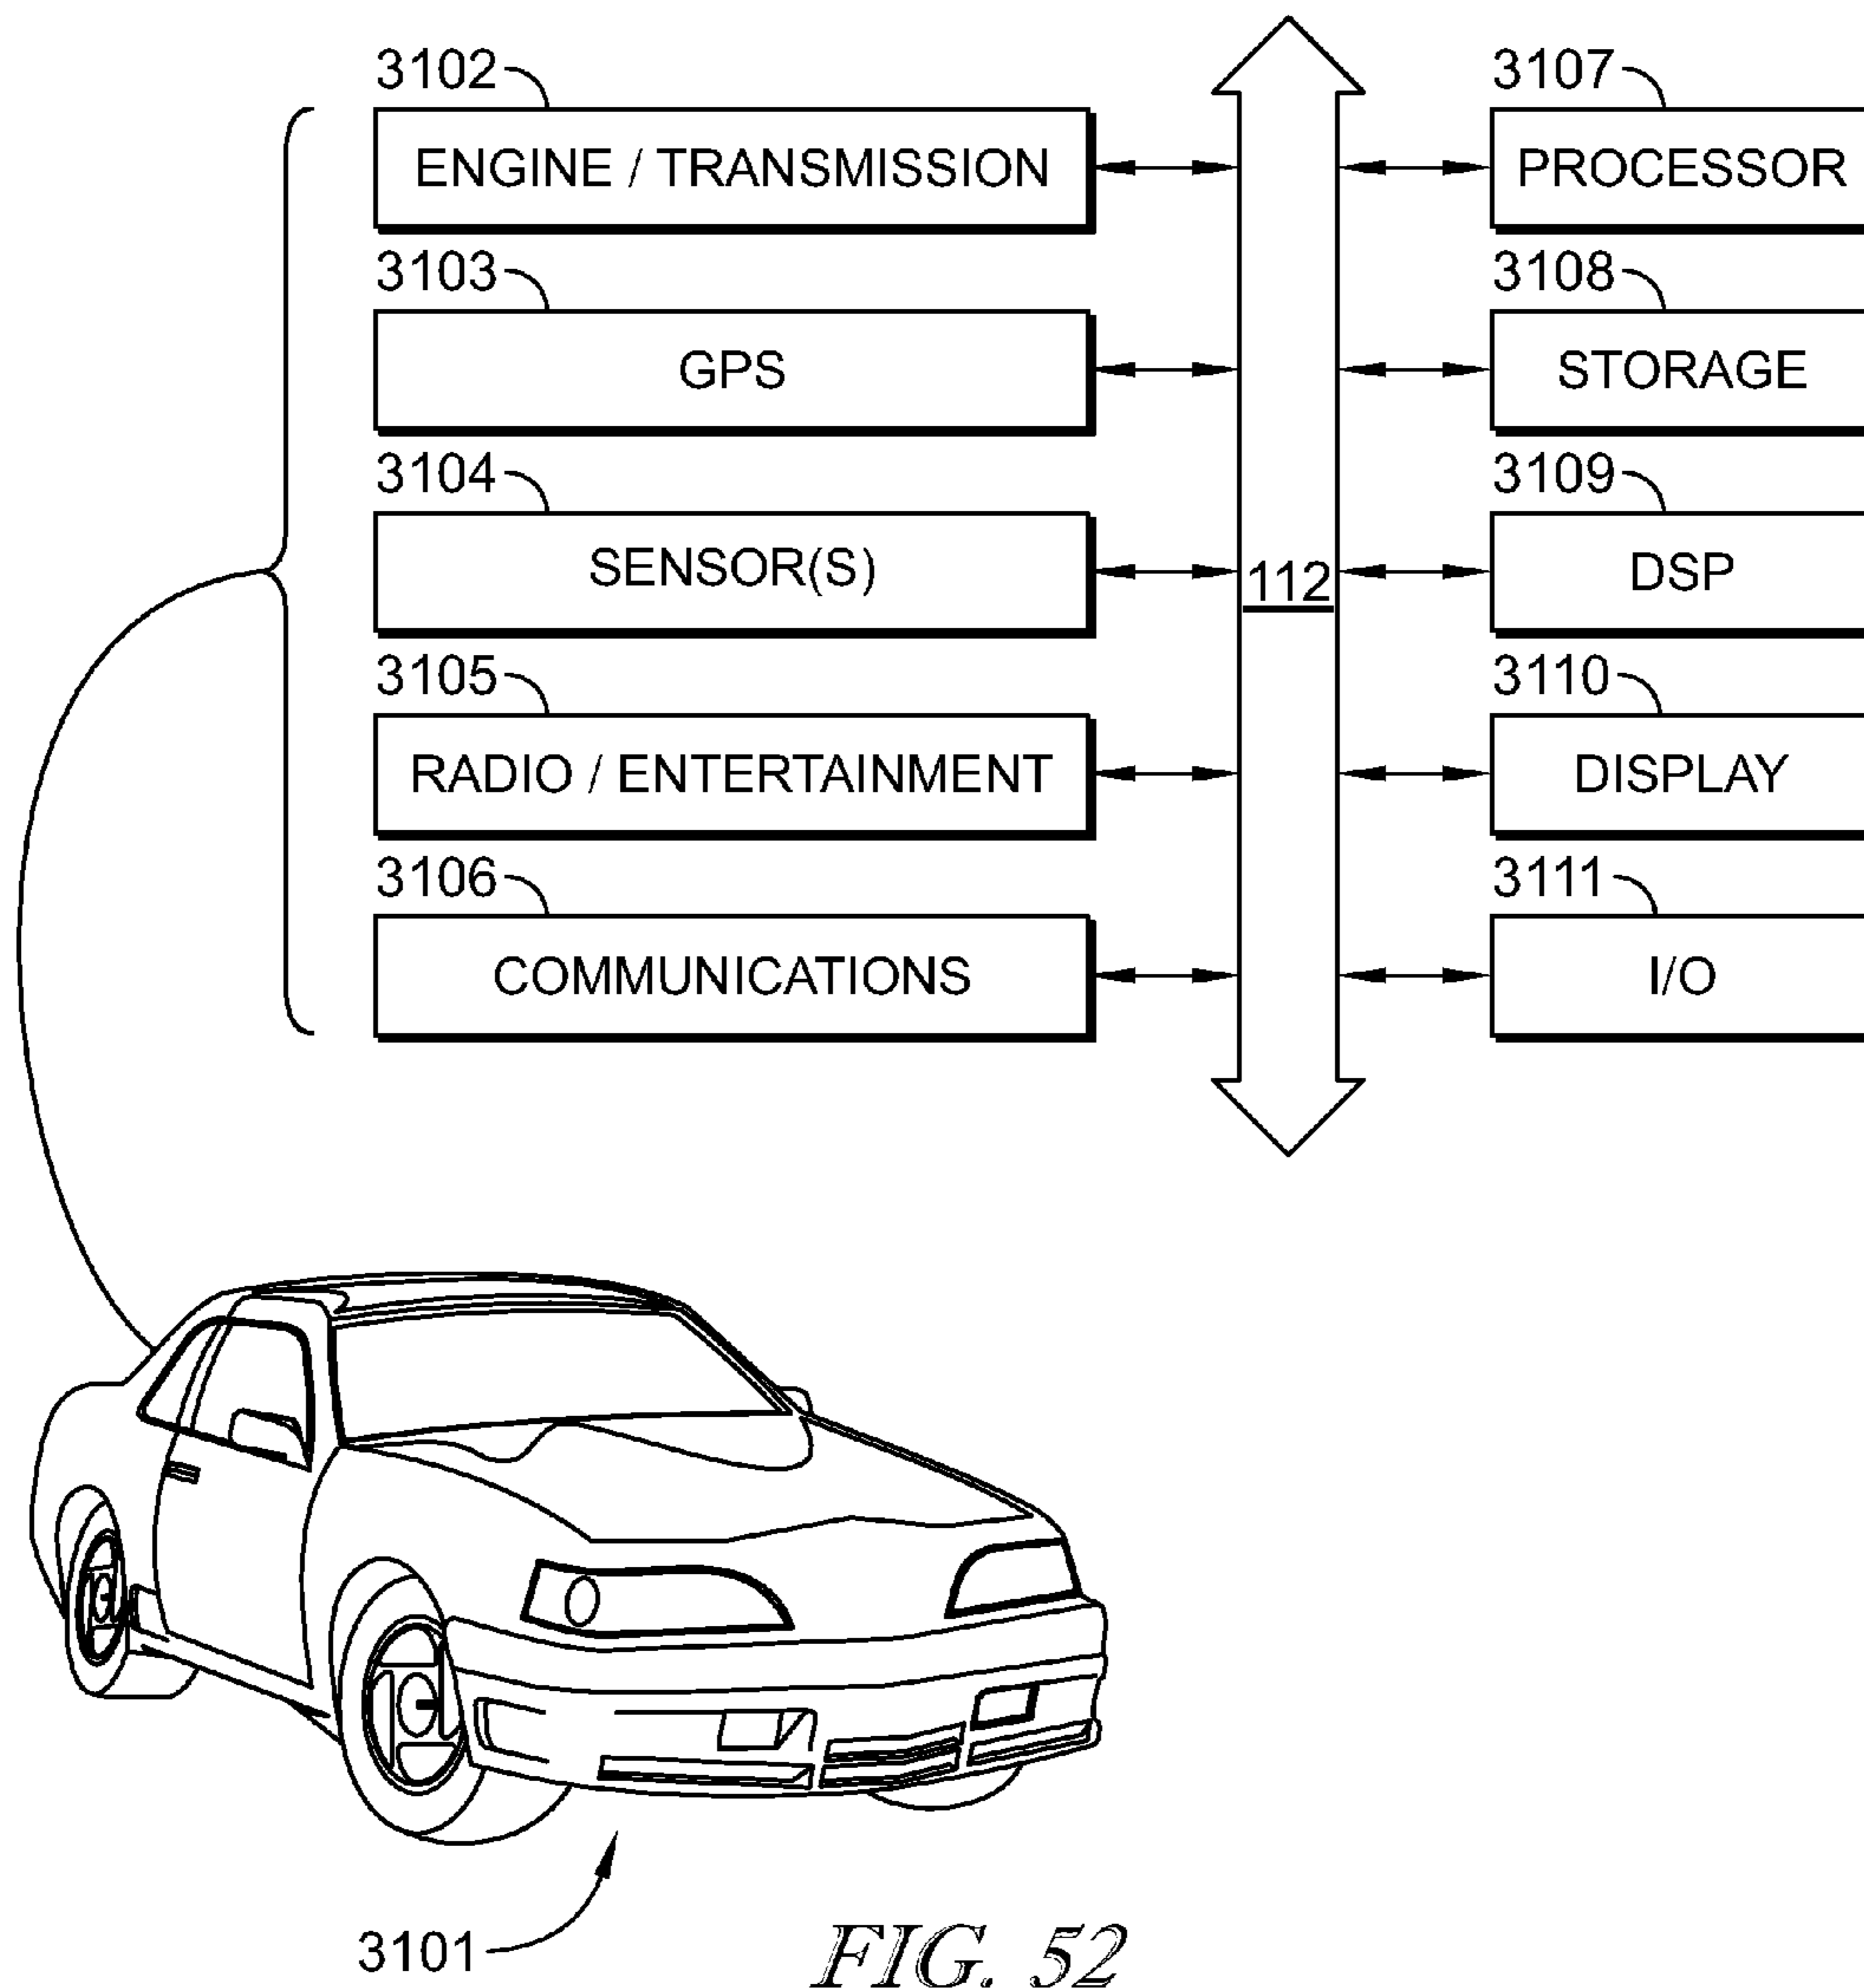 3102
ENGINE / TRANSMISSION
3103
GPS
3104
SENSOR(S)
3105
RADIO / ENTERTAINMENT
3106
COMMUNICATIONS
112
3107
PROCESSOR
3108
STORAGE
3109
DSP
3110
DISPLAY
3111
I/O
3101
FIG. 52